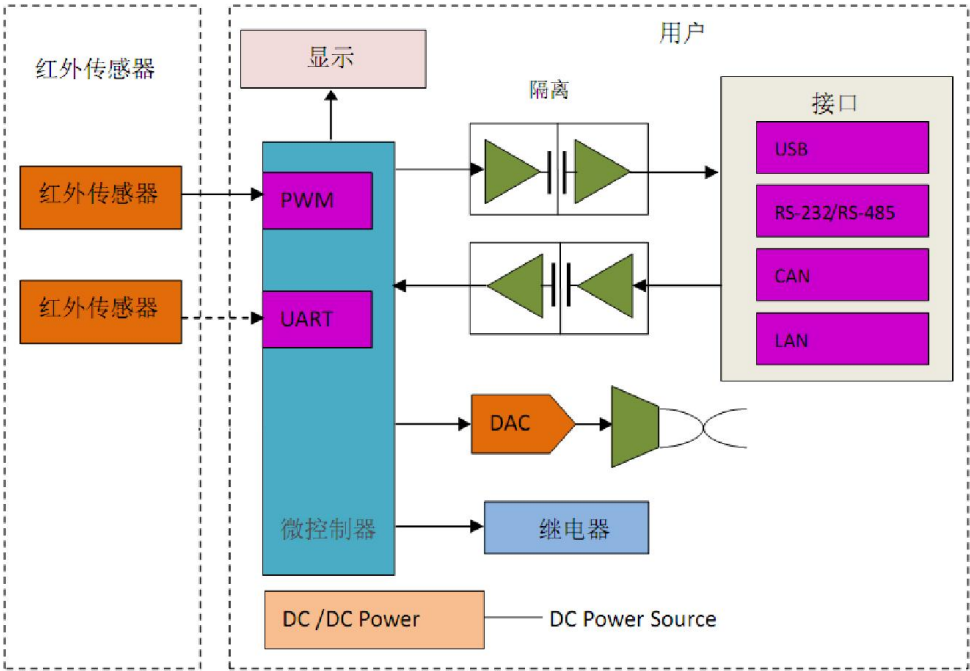 用户
红外传感器
显示
隔离
接口
USB
红外传感器
PWM
RS-232/RS-485
CAN
红外传感器
UART
LAN
DAC
微控制器
继电器
DC /DC Power
DC Power Source